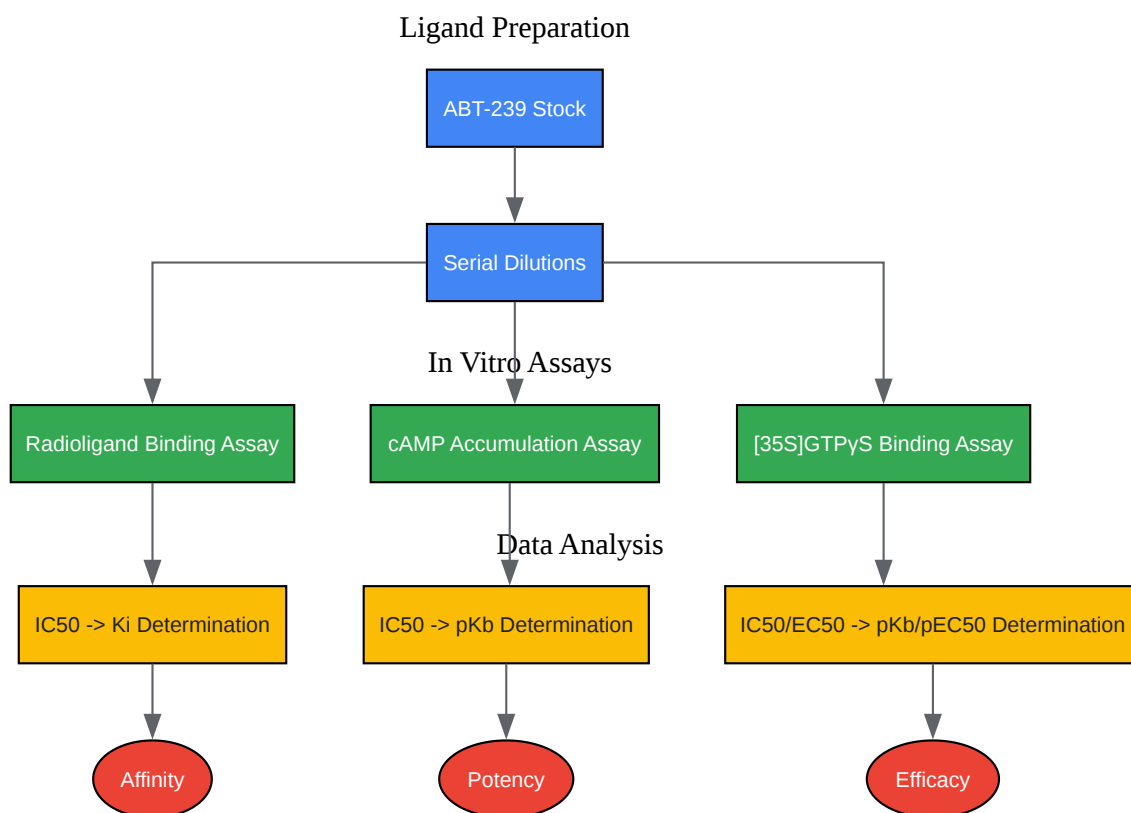 Ligand Preparation
ABT-239 Stock
Serial Dilutions
In Vitro Assays
Radioligand Binding Assay
cAMP Accumulation Assay
[35S]GTPγS Binding Assay
Data Analysis
IC50 -> Ki Determination
IC50 -> pKb Determination
IC50/EC50 -> pKb/pEC50 Determination
Affinity
Potency
Efficacy